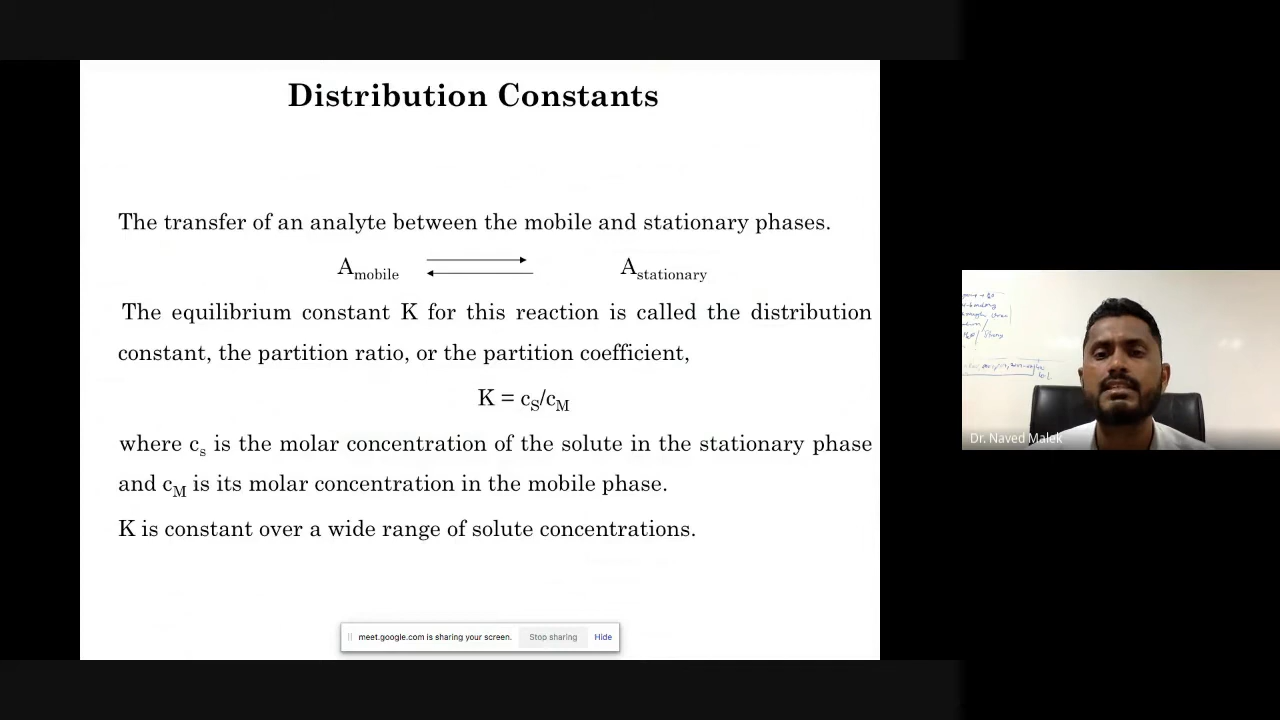 Distribution Constants
The transfer of an analyte between the mobile and stationary phases.
Amobile Astationary
The equilibrium constant K for this reaction is called the distribution
constant, the partition ratio, or the partition coefficient,
K = cS/cM
where cs is the molar concentration of the solute in the stationary phase
and cM is its molar concentration in the mobile phase.
K is constant over a wide range of solute concentrations.
meet.google.com is sharing your screen. Stop sharing Hide
Dr. Naved Malek